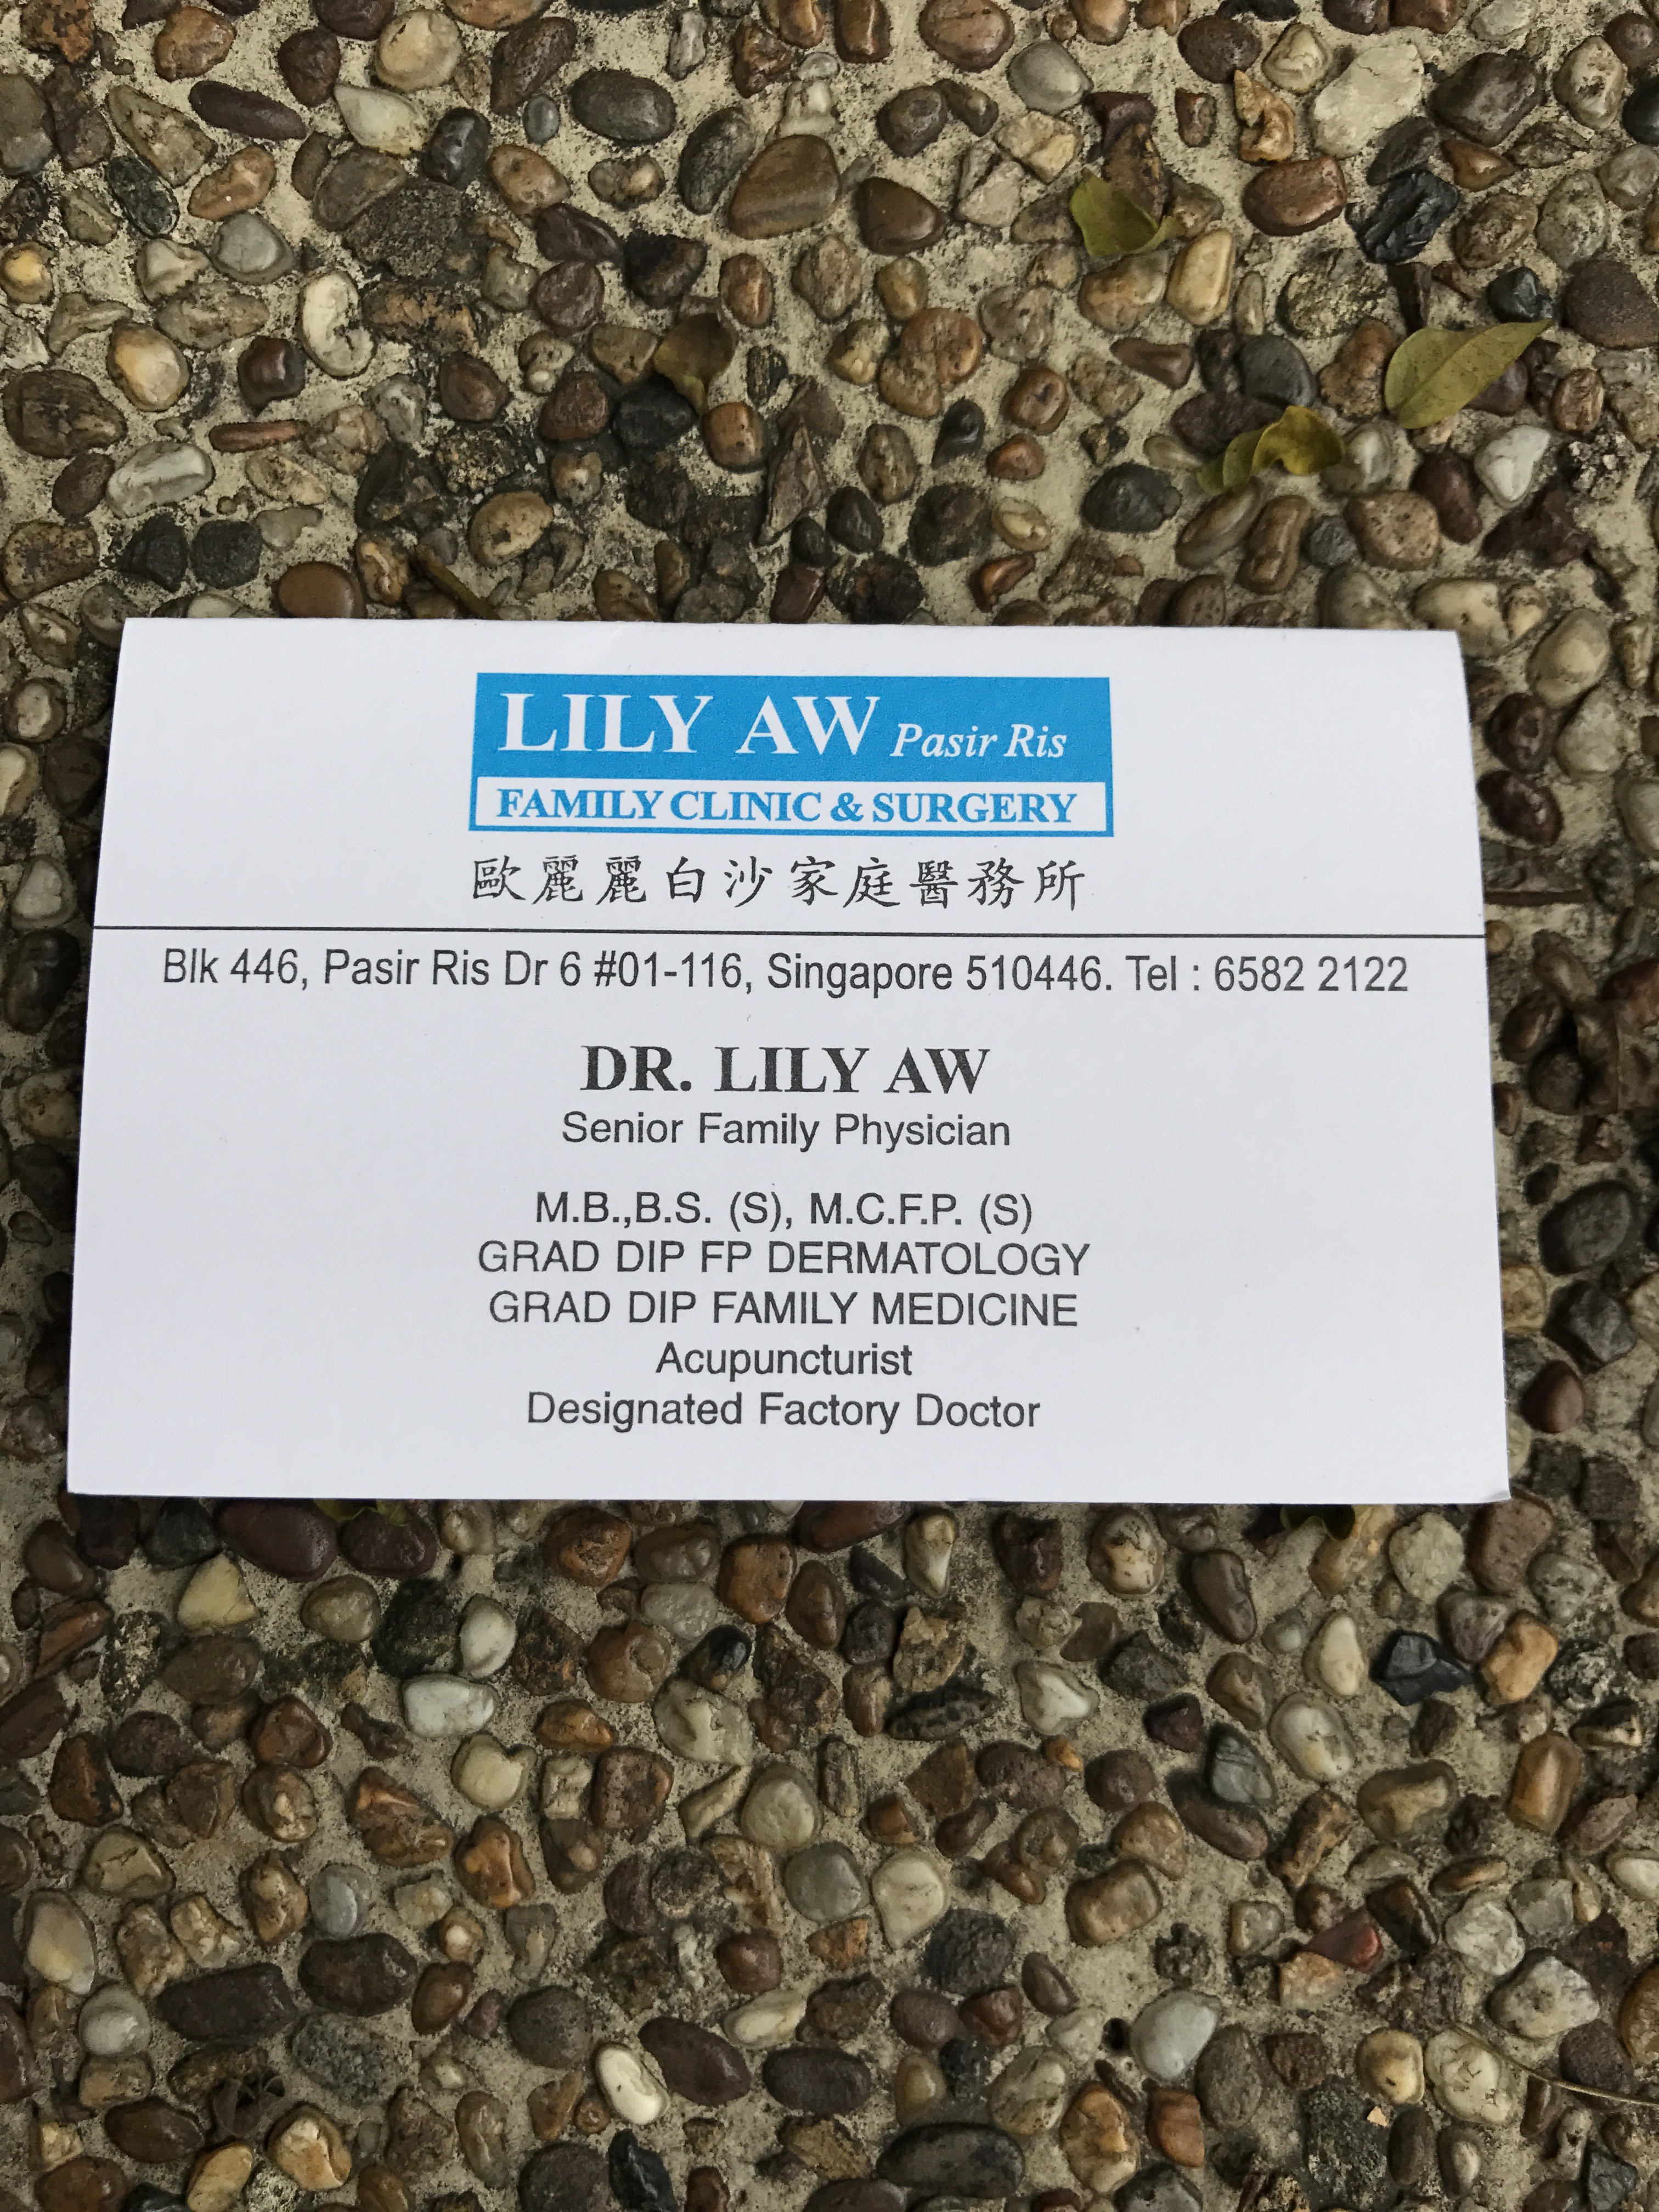 LILY AW Pasir Ris
FAMILY CLINIC & SURGERY
歐麗麗白沙家庭醫務所
Blk 446, Pasir Ris Dr 6 #01-116, Singapore 510446. Tel : 6582 2122
DR. LILY AW
Senior Family Physician
M.B.,B.S. (S), M.C.F.P. (S)
GRAD DIP FP DERMATOLOGY
GRAD DIP FAMILY MEDICINE
Acupuncturist
Designated Factory Doctor